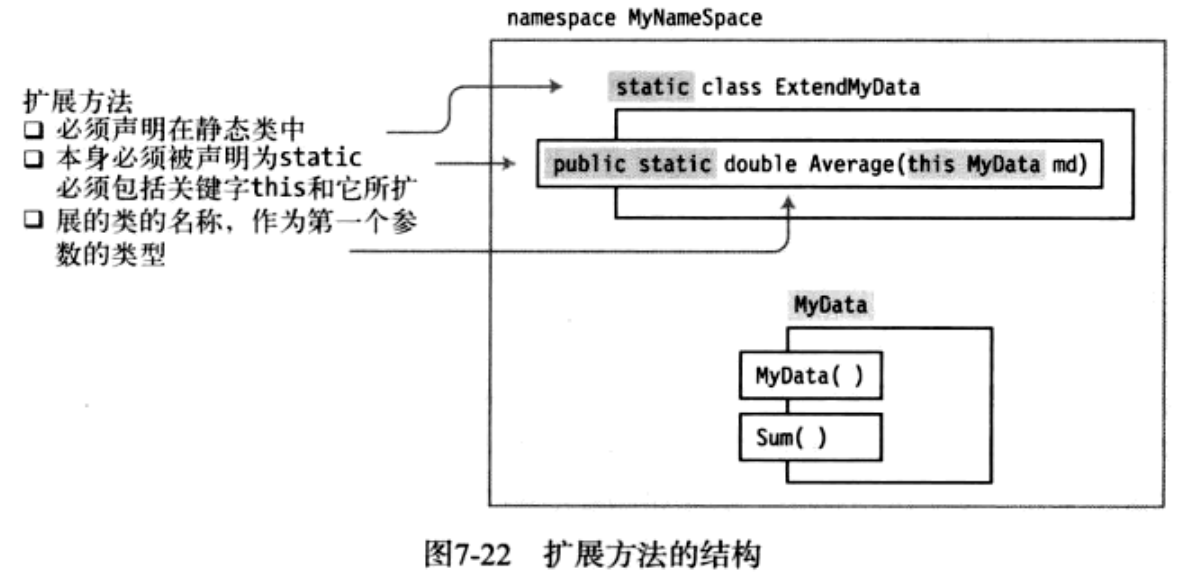 namespace MyNameSpace
扩展方法
❑ 必须声明在静态类中
❑ 本身必须被声明为static
必须包括关键字this和它所扩
❑ 展的类的名称，作为第一个参
数的类型
static class ExtendMyData
public static double Average(this MyData md)
MyData
MyData( )
Sum( )
图7-22 扩展方法的结构